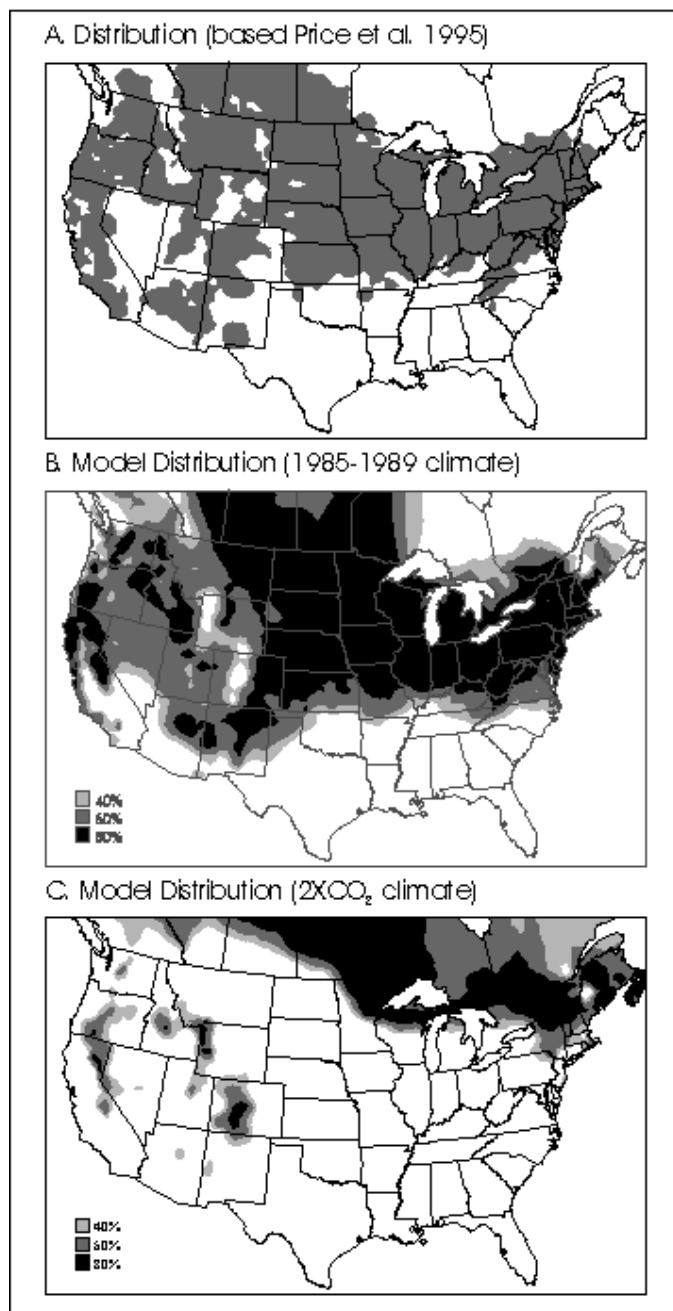 A. Distribution (based Price et al. 1995)
B. Model Distribution (1985-1989 climate)
40%
60%
80%
C. Model Distribution (2XCO₂ climate)
40%
60%
80%